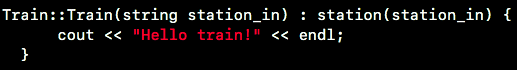 Train::Train(string station_in) : station(station_in) {
cout << "Hello train!" << endl;
}